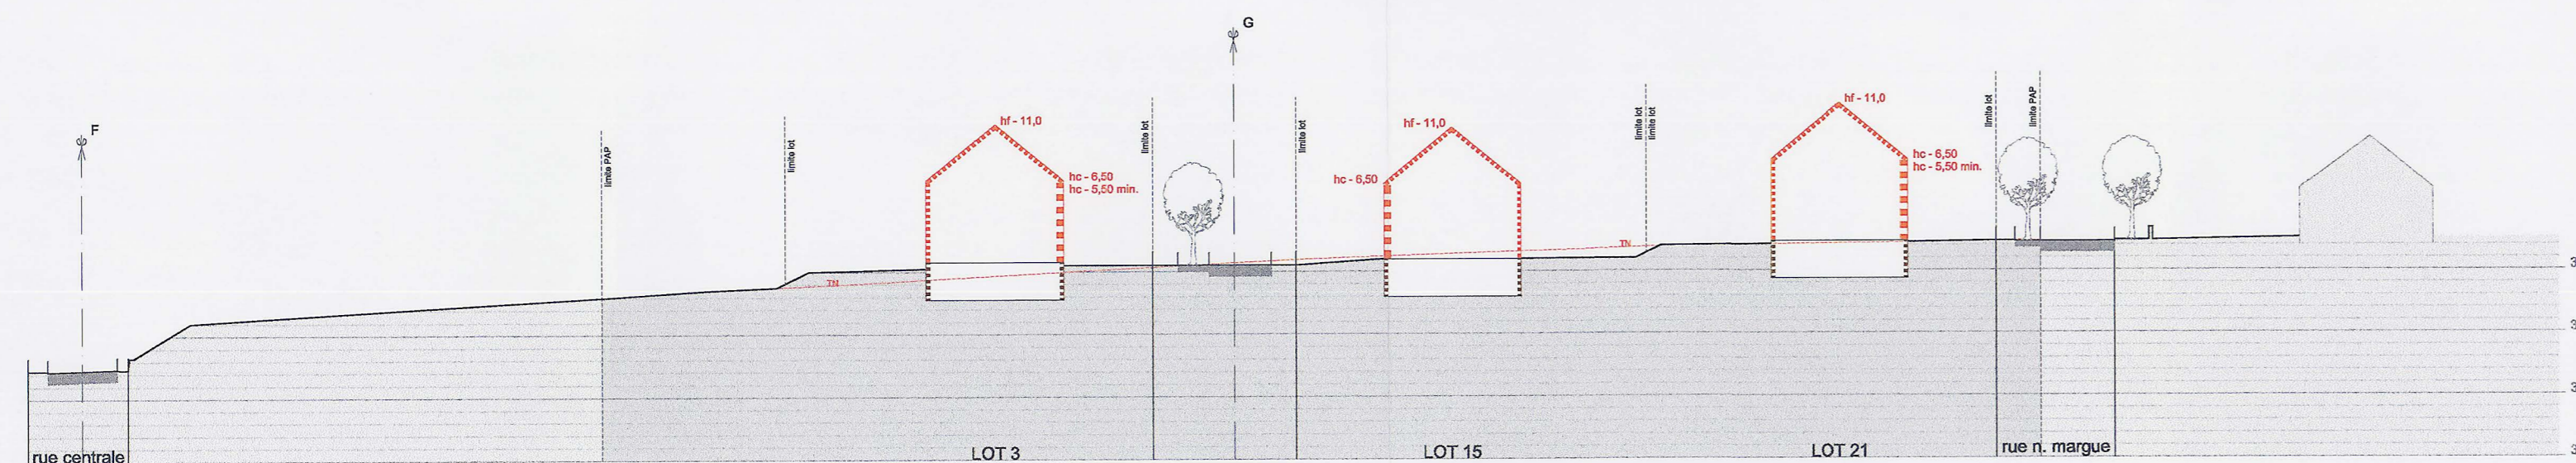 G
F
hf - 11,0
hf - 11,0
hf - 11,0
limite PAP
limite lot
limite lot
limite lot
limite lot
limite lot
limite lot
limite PAP
hc - 6,50
hc - 5,50 min.
hc - 6,50
hc - 6,50
hc - 5,50 min.
TN
TN
rue centrale
LOT 3
LOT 15
LOT 21
rue n. margue